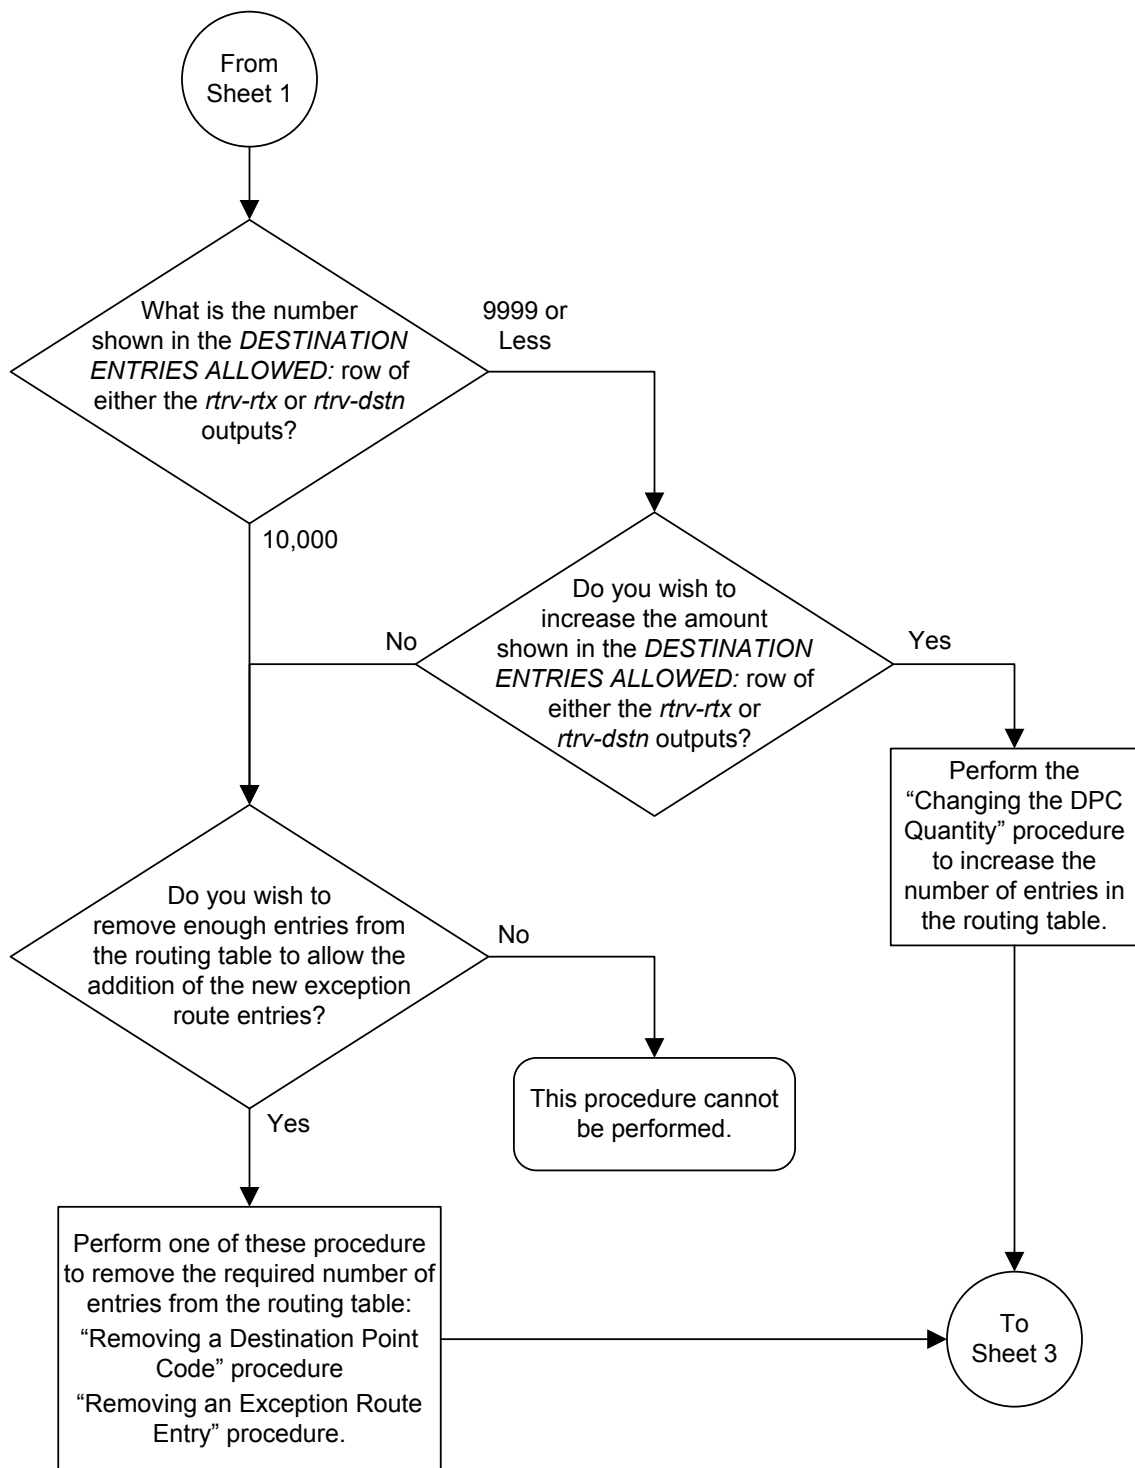 From
Sheet 1
What is the number
shown in the DESTINATION
ENTRIES ALLOWED: row of
either the rtrv-rtx or rtrv-dstn
outputs?
9999 or
Less
10,000
Do you wish to
increase the amount
shown in the DESTINATION
ENTRIES ALLOWED: row of
either the rtrv-rtx or
rtrv-dstn outputs?
No
Yes
Perform the
“Changing the DPC
Quantity” procedure
to increase the
number of entries in
the routing table.
Do you wish to
remove enough entries from
the routing table to allow the
addition of the new exception
route entries?
No
This procedure cannot
be performed.
Yes
Perform one of these procedure
to remove the required number of
entries from the routing table:
“Removing a Destination Point
Code” procedure
“Removing an Exception Route
Entry” procedure.
To
Sheet 3